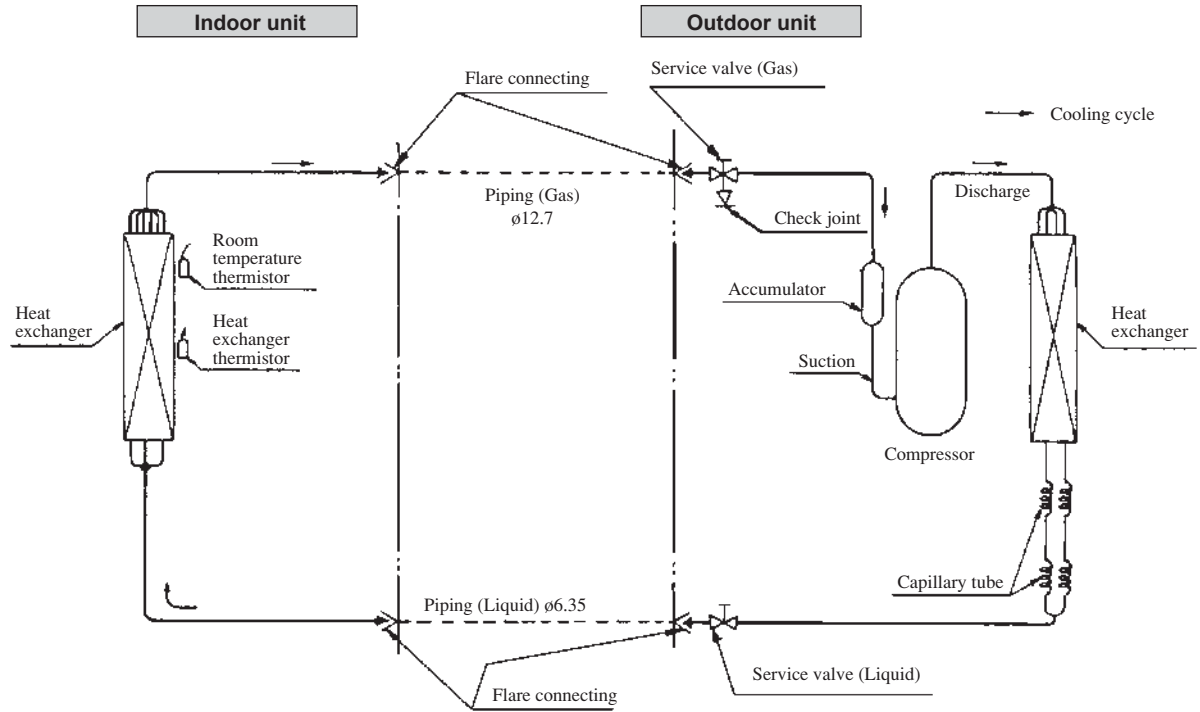 Indoor unit
Outdoor unit
Flare connecting
Service valve (Gas)
Cooling cycle
Piping (Gas)
ø12.7
Check joint
Discharge
Room
temperature
thermistor
Heat
exchanger
Heat
exchanger
thermistor
Accumulator
Suction
Compressor
Heat
exchanger
Capillary tube
Piping (Liquid) ø6.35
Flare connecting
Service valve (Liquid)